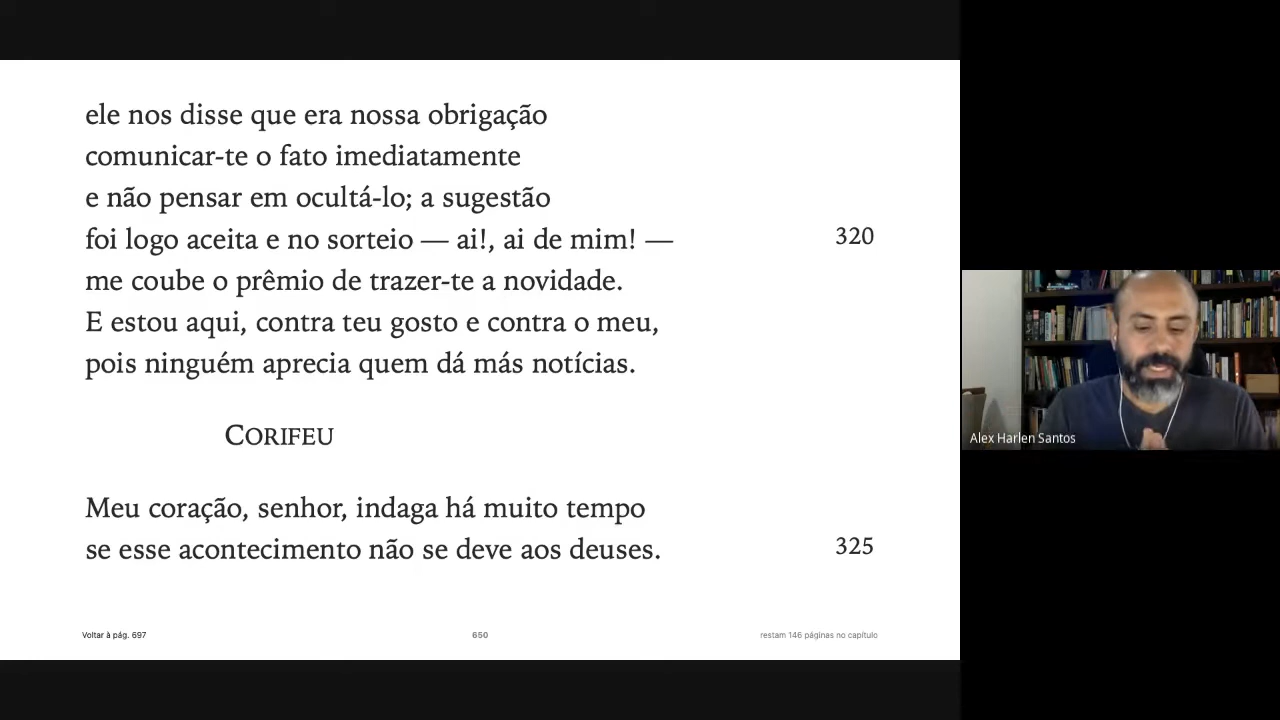 ele nos disse que era nossa obrigação
comunicar-te o fato imediatamente
e não pensar em ocultá-lo; a sugestão
foi logo aceita e no sorteio — ai!, ai de mim! — 320
me coube o prêmio de trazer-te a novidade.
E estou aqui, contra teu gosto e contra o meu,
pois ninguém aprecia quem dá más notícias.
CORIFEU
Meu coração, senhor, indaga há muito tempo
se esse acontecimento não se deve aos deuses. 325
Voltar à pág. 697 650 restam 146 páginas no capítulo
Alex Harlen Santos